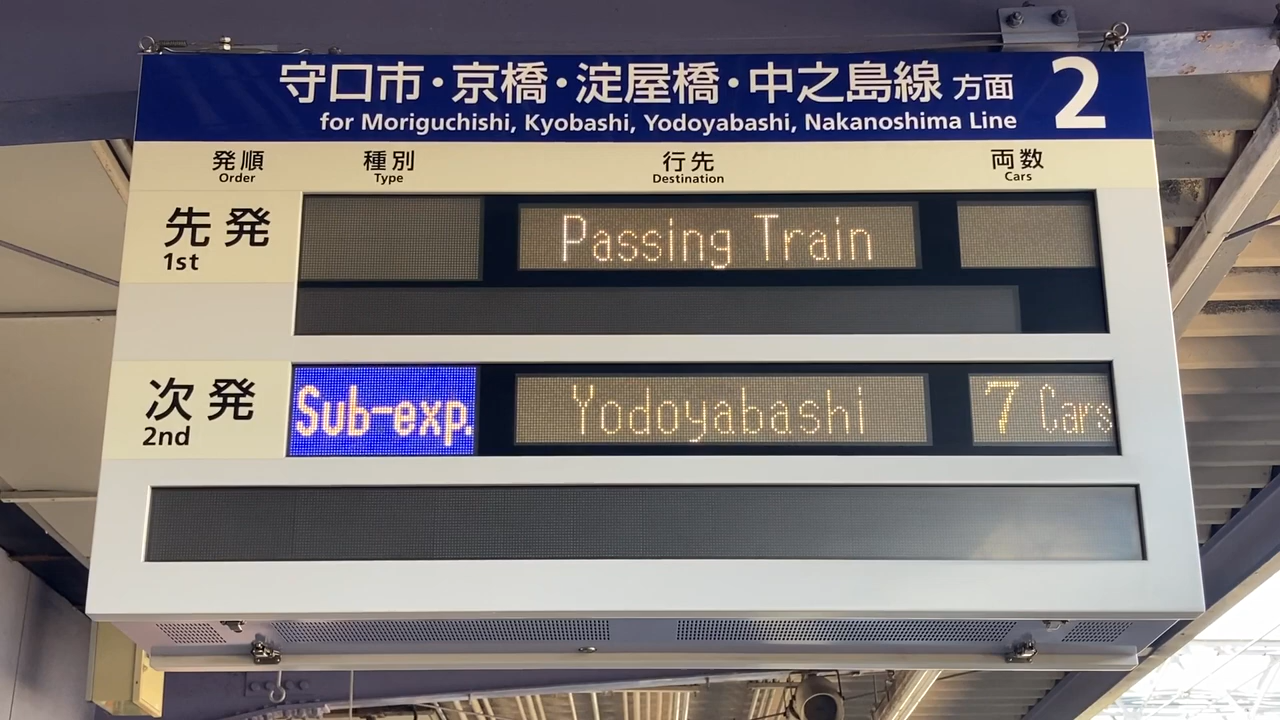 守口市・京橋・淀屋橋・中之島線 方面 2
for Moriguchishi, Kyobashi, Yodoyabashi, Nakanoshima Line
発順 種別 行先 両数
Order Type Destination Cars
先発 Passing Train
1st
次発 Sub-exp. Yodoyabashi 7 Cars
2nd